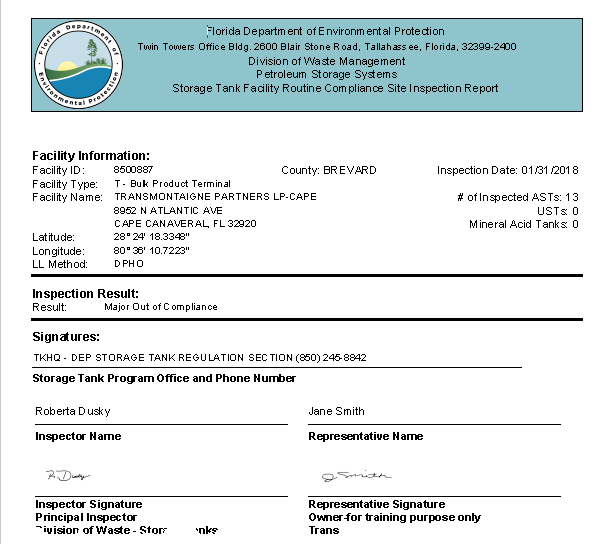 Florida Department of Environmental Protection
Florida Department of Environmental Protection
Twin Towers Office Bldg. 2600 Blair Stone Road, Tallahassee, Florida, 32399-2400
Division of Waste Management
Petroleum Storage Systems
Storage Tank Facility Routine Compliance Site Inspection Report
Facility Information:
Facility ID: 8500887 County: BREVARD Inspection Date: 01/31/2018
Facility Type: T - Bulk Product Terminal
Facility Name: TRANSMONTAIGNE PARTNERS LP-CAPE # of Inspected ASTs: 13
8952 N ATLANTIC AVE USTs: 0
CAPE CANAVERAL, FL 32920 Mineral Acid Tanks: 0
Latitude: 28° 24' 18.3348"
Longitude: 80° 36' 10.7223"
LL Method: DPHO
Inspection Result:
Result: Major Out of Compliance
Signatures:
TKHQ - DEP STORAGE TANK REGULATION SECTION (850) 245-8842
Storage Tank Program Office and Phone Number
Roberta Dusky Jane Smith
Inspector Name Representative Name
R. Dusky J Smith
Inspector Signature Representative Signature
Principal Inspector Owner-for training purpose only
Division of Waste - Trans